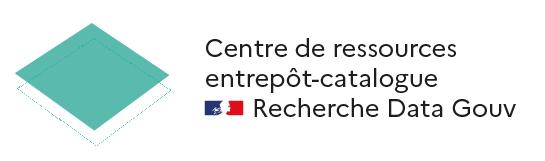 Centre de ressources
entrepôt-catalogue
Recherche Data Gouv